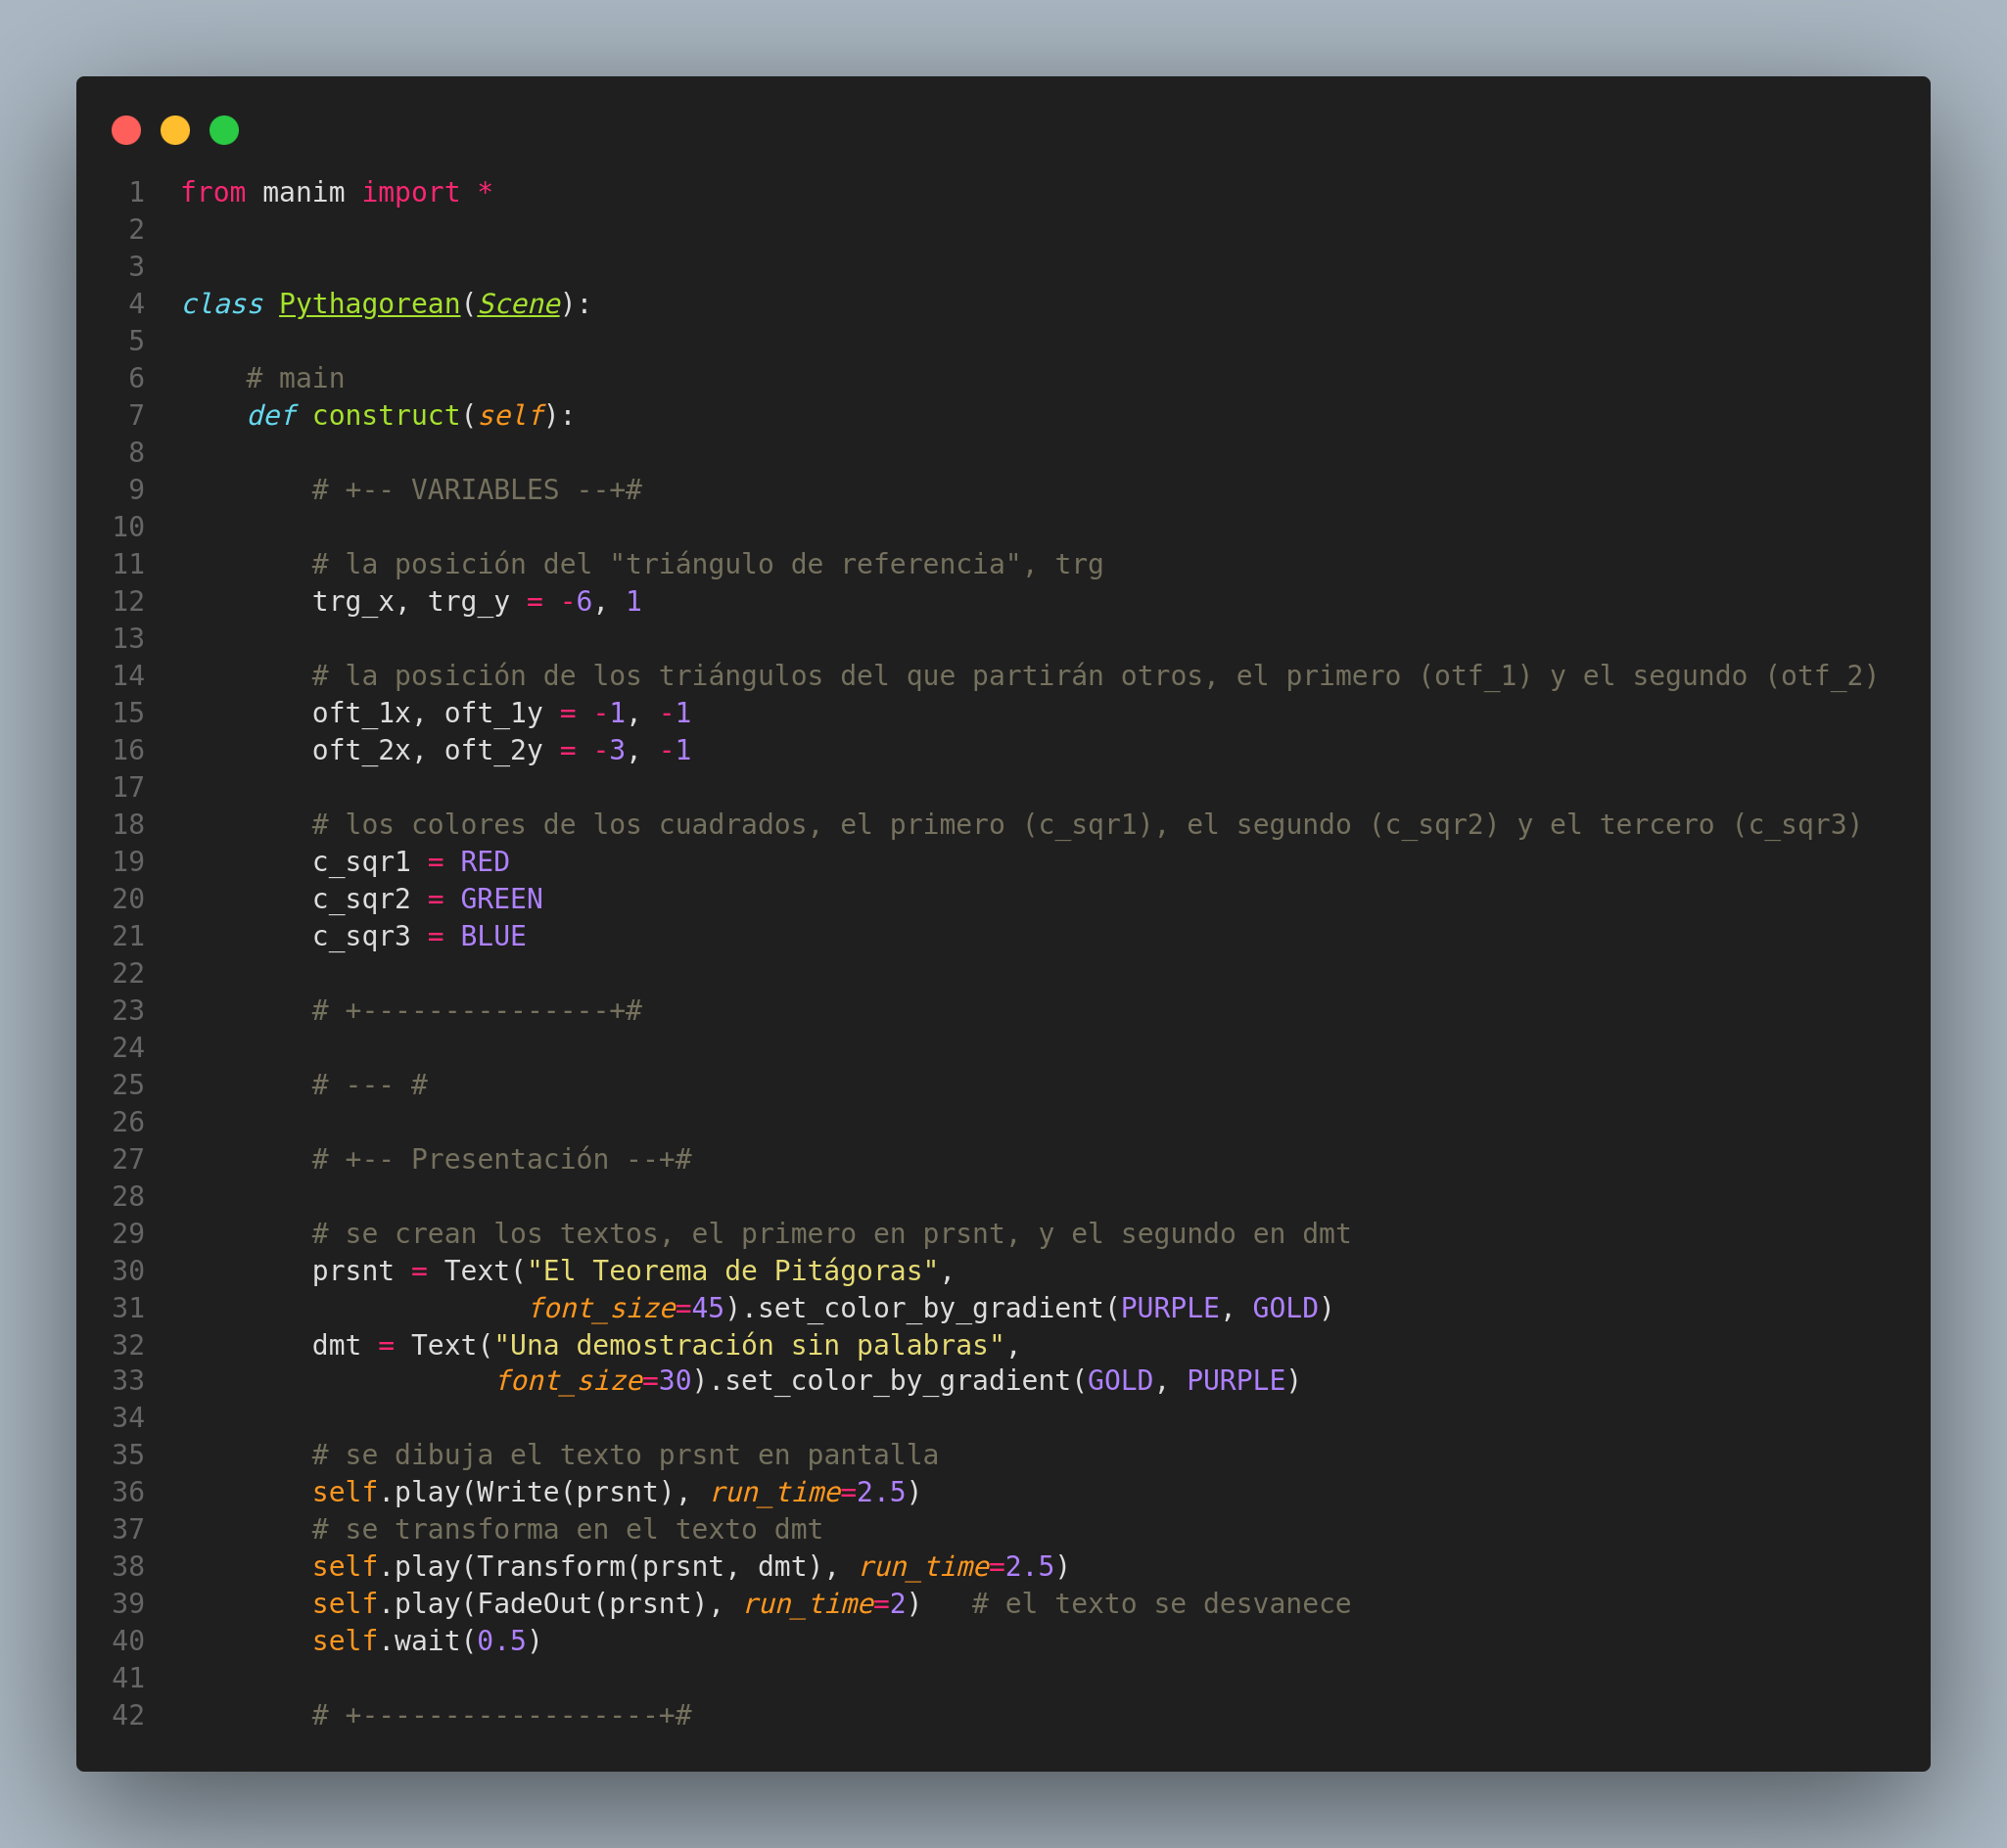 1 from manim import *
2
3
4 class Pythagorean(Scene):
5
6     # main
7     def construct(self):
8
9         # +-- VARIABLES --+#
10
11         # la posición del "triángulo de referencia", trg
12         trg_x, trg_y = -6, 1
13
14         # la posición de los triángulos del que partirán otros, el primero (otf_1) y el segundo (otf_2)
15         oft_1x, oft_1y = -1, -1
16         oft_2x, oft_2y = -3, -1
17
18         # los colores de los cuadrados, el primero (c_sqr1), el segundo (c_sqr2) y el tercero (c_sqr3)
19         c_sqr1 = RED
20         c_sqr2 = GREEN
21         c_sqr3 = BLUE
22
23         # +---------------+#
24
25         # --- #
26
27         # +-- Presentación --+#
28
29         # se crean los textos, el primero en prsnt, y el segundo en dmt
30         prsnt = Text("El Teorema de Pitágoras",
31                      font_size=45).set_color_by_gradient(PURPLE, GOLD)
32         dmt = Text("Una demostración sin palabras",
33                    font_size=30).set_color_by_gradient(GOLD, PURPLE)
34
35         # se dibuja el texto prsnt en pantalla
36         self.play(Write(prsnt), run_time=2.5)
37         # se transforma en el texto dmt
38         self.play(Transform(prsnt, dmt), run_time=2.5)
39         self.play(FadeOut(prsnt), run_time=2)   # el texto se desvanece
40         self.wait(0.5)
41
42         # +------------------+#